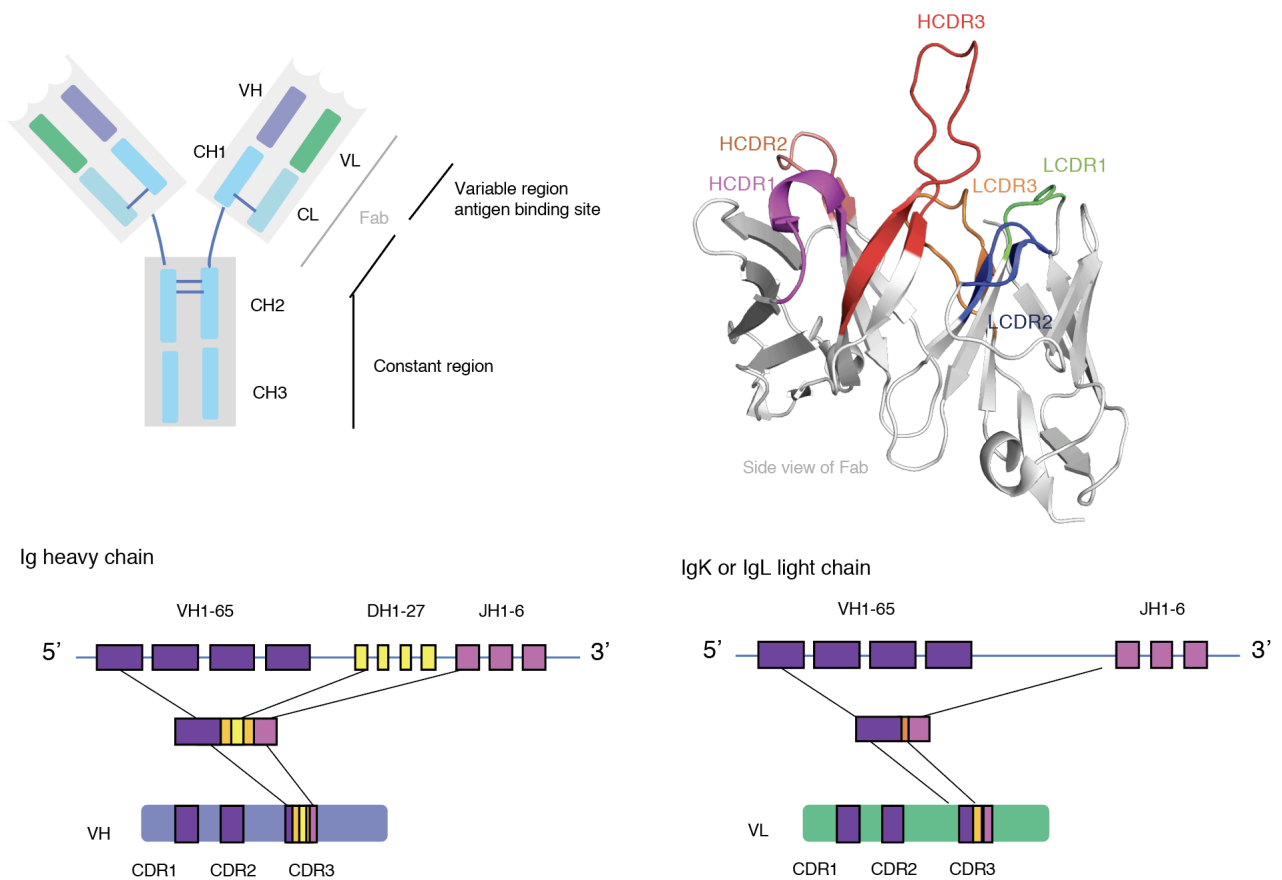 VH
CH1
VL
CL
Fab
Variable region
antigen binding site
CH2
CH3
Constant region
HCDR3
HCDR2
HCDR1
LCDR3
LCDR1
LCDR2
Side view of Fab
Ig heavy chain
VH1-65
DH1-27
JH1-6
5’
3’
VH
CDR1
CDR2
CDR3
IgK or IgL light chain
VH1-65
JH1-6
5’
3’
VL
CDR1
CDR2
CDR3